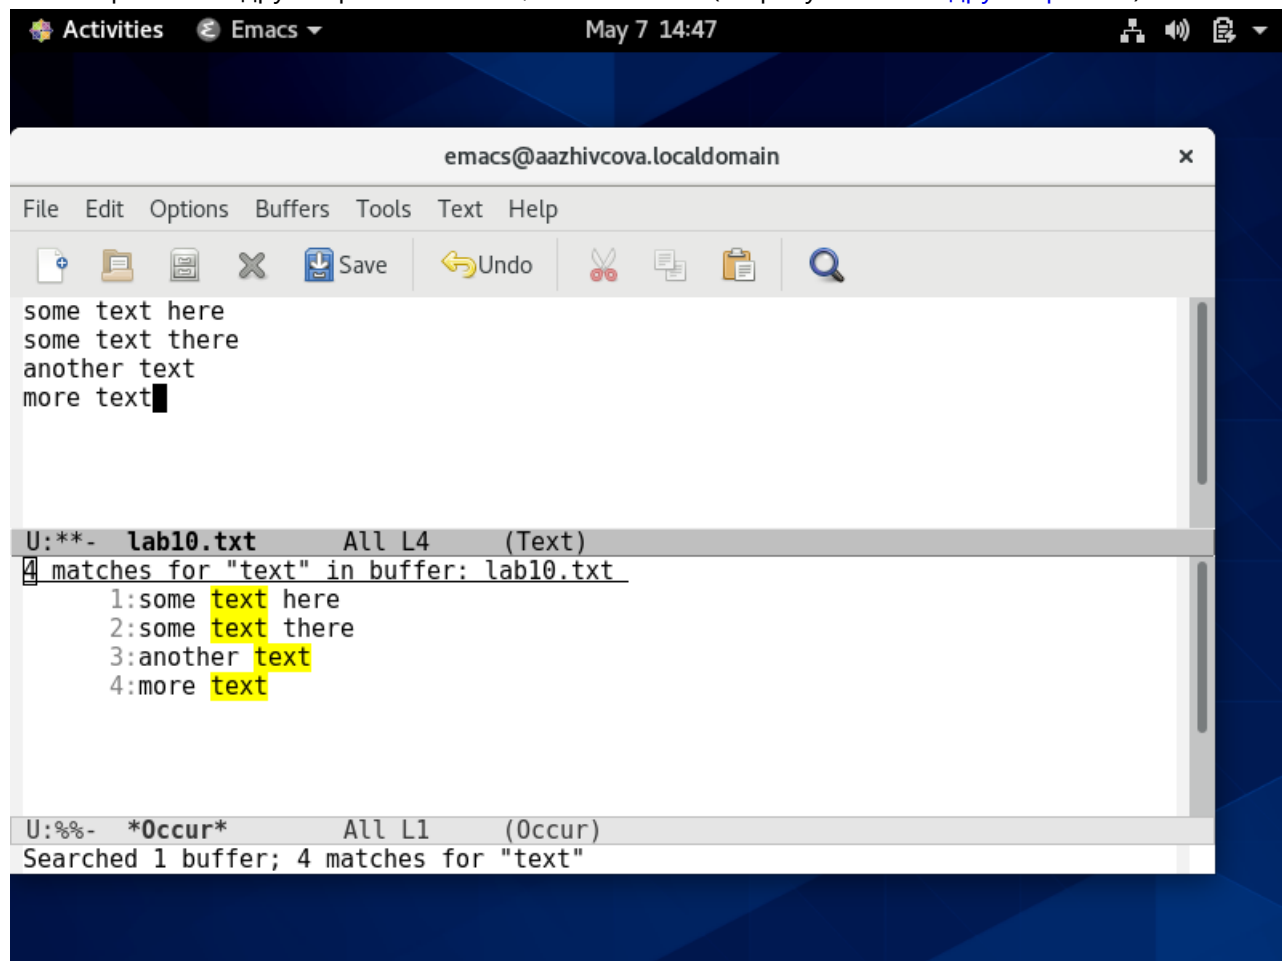 Activities Emacs May 7 14:47
emacs@aazhivcova.localdomain
File Edit Options Buffers Tools Text Help
Save Undo
some text here
some text there
another text
more text
U:**- lab10.txt All L4 (Text)
4 matches for "text" in buffer: lab10.txt
1:some text here
2:some text there
3:another text
4:more text
U:%%- *Occur* All L1 (Occur)
Searched 1 buffer; 4 matches for "text"